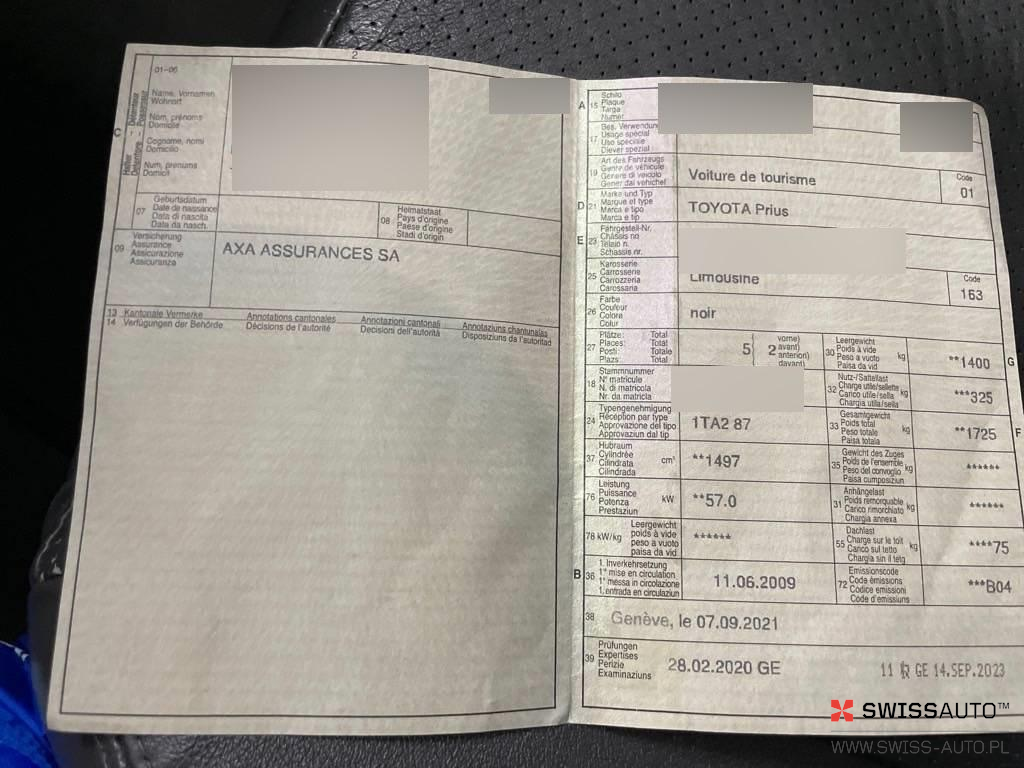 2
01-06
C
Halter Détenteur
Detentore - Possessur
Name, Vornamen
Wohnort
Nom, prénoms
Domicile
Cognome, nomi
Domicilio
Num, prenums
Domicil
07
Geburtsdatum
Date de naissance
Data di nascita
Data da nasch.
08
Heimatstaat
Pays d'origine
Paese d'origine
Stadi d'origin
09
Versicherung
Assurance
Assicurazione
Assicuranza
AXA ASSURANCES SA
13 Kantonale Vermerke Annotations cantonales Annotazioni cantonali Annotaziuns chantunalas
14 Verfügungen der Behörde Décisions de l'autorité Decisioni dell'autorità Disposiziuns da l'autoritad
A 15
Schild
Plaque
Targa
Numer
Code
17
Bes. Verwendung
Usage spécial
Uso speciale
Diever spezial
19
Art des Fahrzeugs
Genre de véhicule
Genere di veicolo
Gener dal vehichel
Voiture de tourisme
Code
01
D 21
Marke und Typ
Marque et type
Marca e tipo
Marca e tip
TOYOTA Prius
E 23
Fahrgestell-Nr.
Châssis no
Telaio n.
Schassis nr.
25
Karosserie
Carrosserie
Carrozzeria
Carossaria
Limousine
Code
163
26
Farbe
Couleur
Colore
Colur
noir
27
Plätze: Total
Places: Total
Posti: Totale
Plazs: Total
5
2
vorne)
avant)
anteriori)
davant)
30
Leergewicht
Poids à vide
Peso a vuoto
Paisa da vid
kg
**1400
G
18
Stammnummer
N° matricule
N. di matricola
Nr. da matricla
32
Nutz-/Sattellast
Charge utile/sellette
Carico utile/sella
Chargia utila/sella
kg
***325
24
Typengenehmigung
Réception par type
Approvazione del tipo
Approvaziun dal tip
1TA2 87
33
Gesamtgewicht
Poids total
Peso totale
Paisa totala
kg
**1725
F
37
Hubraum
Cylindrée
Cilindrata
Cilindrada
cm³
**1497
35
Gewicht des Zuges
Poids de l'ensemble
Peso del convoglio
Paisa cumposiziun
kg
******
76
Leistung
Puissance
Potenza
Prestaziun
kW
**57.0
31
Anhängelast
Poids remorquable
Carico rimorchiato
Chargia annexa
kg
******
78 kW/kg
Leergewicht
poids à vide
peso a vuoto
paisa da vid
******
55
Dachlast
Charge sur le toit
Carico sul tetto
Chargia sin il tetg
kg
****75
B 36
1. Inverkehrsetzung
1re mise en circulation
1a messa in circolazione
1. entrada en circulaziun
11.06.2009
72
Emissionscode
Code émissions
Codice emissioni
Code d'emissiuns
***B04
38
Genève, le 07.09.2021
39
Prüfungen
Expertises
Perizie
Examinaziuns
28.02.2020 GE
11 GE 14.SEP.2023
SWISSAUTO™
WWW.SWISS-AUTO.PL